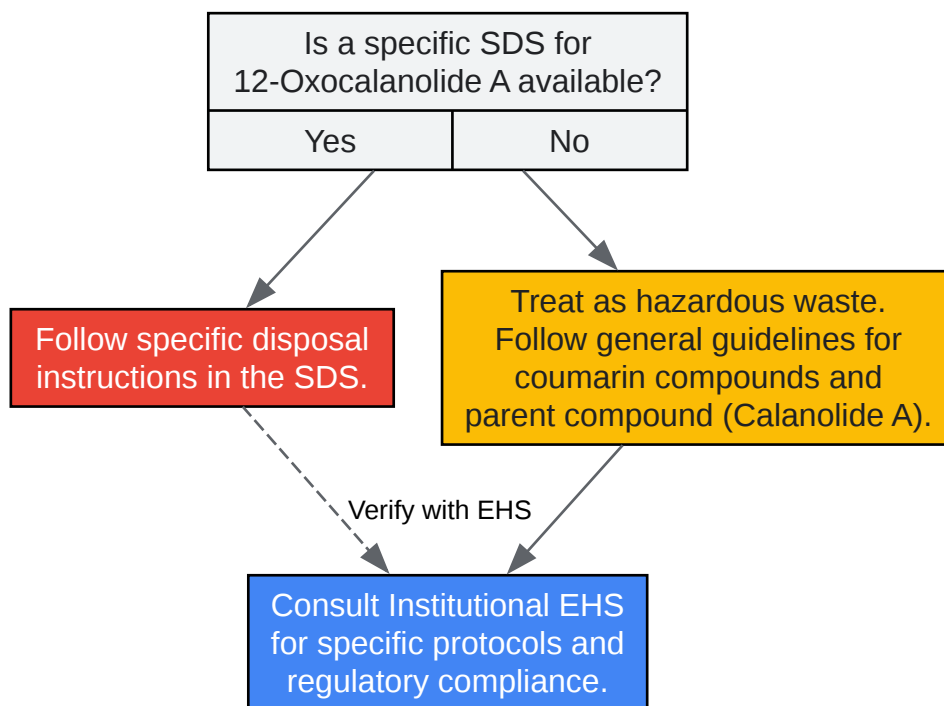 Is a specific SDS for
12-Oxocalanolide A available?
Yes
No
Follow specific disposal
instructions in the SDS.
Treat as hazardous waste.
Follow general guidelines for
coumarin compounds and
parent compound (Calanolide A).
Verify with EHS
Consult Institutional EHS
for specific protocols and
regulatory compliance.